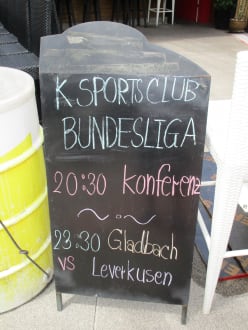 K SPORTS CLUB
BUNDESLIGA
20:30 Konferenz
23:30 Gladbach
vs Leverkusen